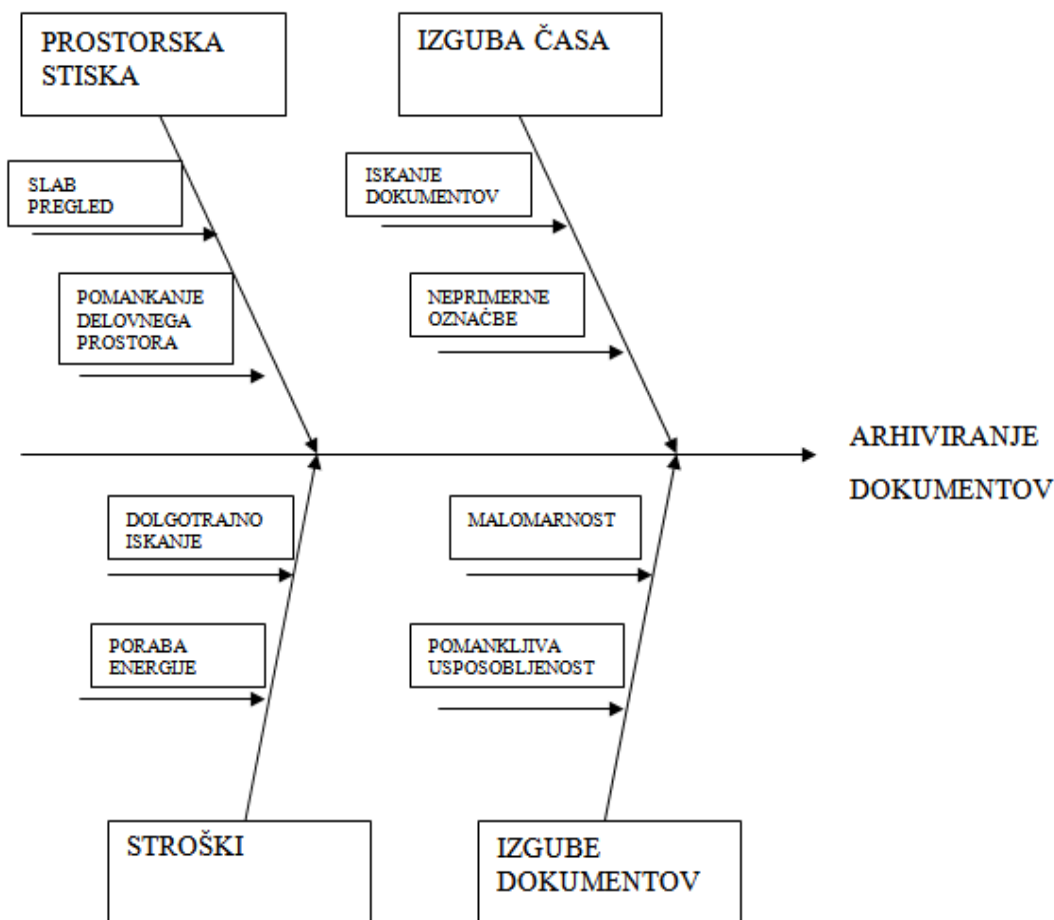 PROSTORSKA
STISKA
IZGUBA ČASA
SLAB
PREGLED
ISKANJE
DOKUMENTOV
POMANKANJE
DELOVNEGA
PROSTORA
NEPRIMERNE
OZNAČBE
ARHIVIRANJE
DOKUMENTOV
DOLGOTRAJNO
ISKANJE
MALOMARNOST
PORABA
ENERGIJE
POMANKLJIVA
USPOSOBLJENOST
STROŠKI
IZGUBE
DOKUMENTOV